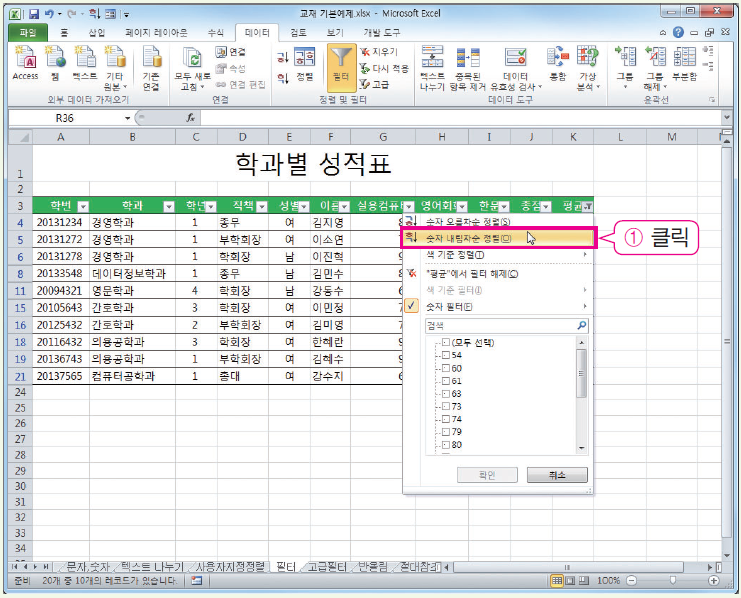 교재 기본예제.xlsx - Microsoft Excel
파일 홈 삽입 페이지 레이아웃 수식 데이터 검토 보기 개발 도구
Access 웹 텍스트 기타 원본 기존 연결 모두 새로 고침 연결 속성 연결 편집 정렬 필터 지우기 다시 적용 고급 텍스트 나누기 중복된 항목 제거 데이터 유효성 검사 통합 가상 분석 그룹 그룹 해제 부분합
외부 데이터 가져오기 연결 정렬 및 필터 데이터 도구 윤곽선
R36 fx
A B C D E F G H I J K L M
1 학과별 성적표
2
3 학번 학과 학년 직책 성별 이름 실용컴퓨터 영어회화 한문 총점 평균
4 20131234 경영학과 1 총무 여 김지영
5 20131272 경영학과 1 부학회장 여 이소연
6 20131278 경영학과 1 학회장 남 이진혁
8 20133548 데이터정보학과 1 총무 남 김민수
11 20094321 영문학과 4 학회장 남 강동수
15 20105643 간호학과 3 학회장 여 이민정
16 20125432 간호학과 2 부학회장 여 김미영
18 20116432 의용공학과 3 학회장 여 한혜란
19 20136743 의용공학과 1 부학회장 여 김혜수
21 20137565 컴퓨터공학과 1 총대 여 강수지
24
25
26
27
28
29
30
31
32
33
34
숫자 오름차순 정렬(S)
숫자 내림차순 정렬(O)
① 클릭
색 기준 정렬(T)
"평균"에서 필터 해제(C)
색 기준 필터(I)
숫자 필터(F)
검색
(모두 선택)
54
60
61
63
73
74
79
80
확인 취소
문자,숫자 텍스트 나누기 사용자지정정렬 필터 고급필터 반올림 절대참조
준비 20개 중 10개의 레코드가 있습니다. 100%